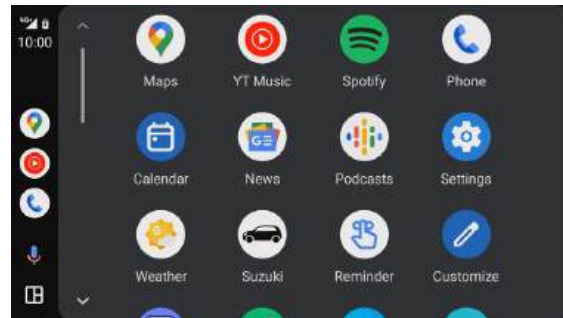 10:00
Maps YT Music Spotify Phone
Calendar News Podcasts Settings
Weather Suzuki Reminder Customize